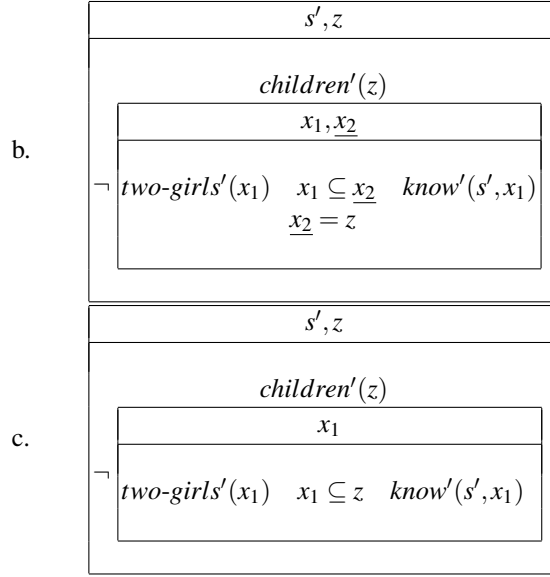 s′, z
children′(z)
x₁, x₂
b.
¬ two-girls′(x₁) x₁ ⊆ x₂ know′(s′, x₁)
x₂ = z
s′, z
children′(z)
x₁
c.
¬ two-girls′(x₁) x₁ ⊆ z know′(s′, x₁)